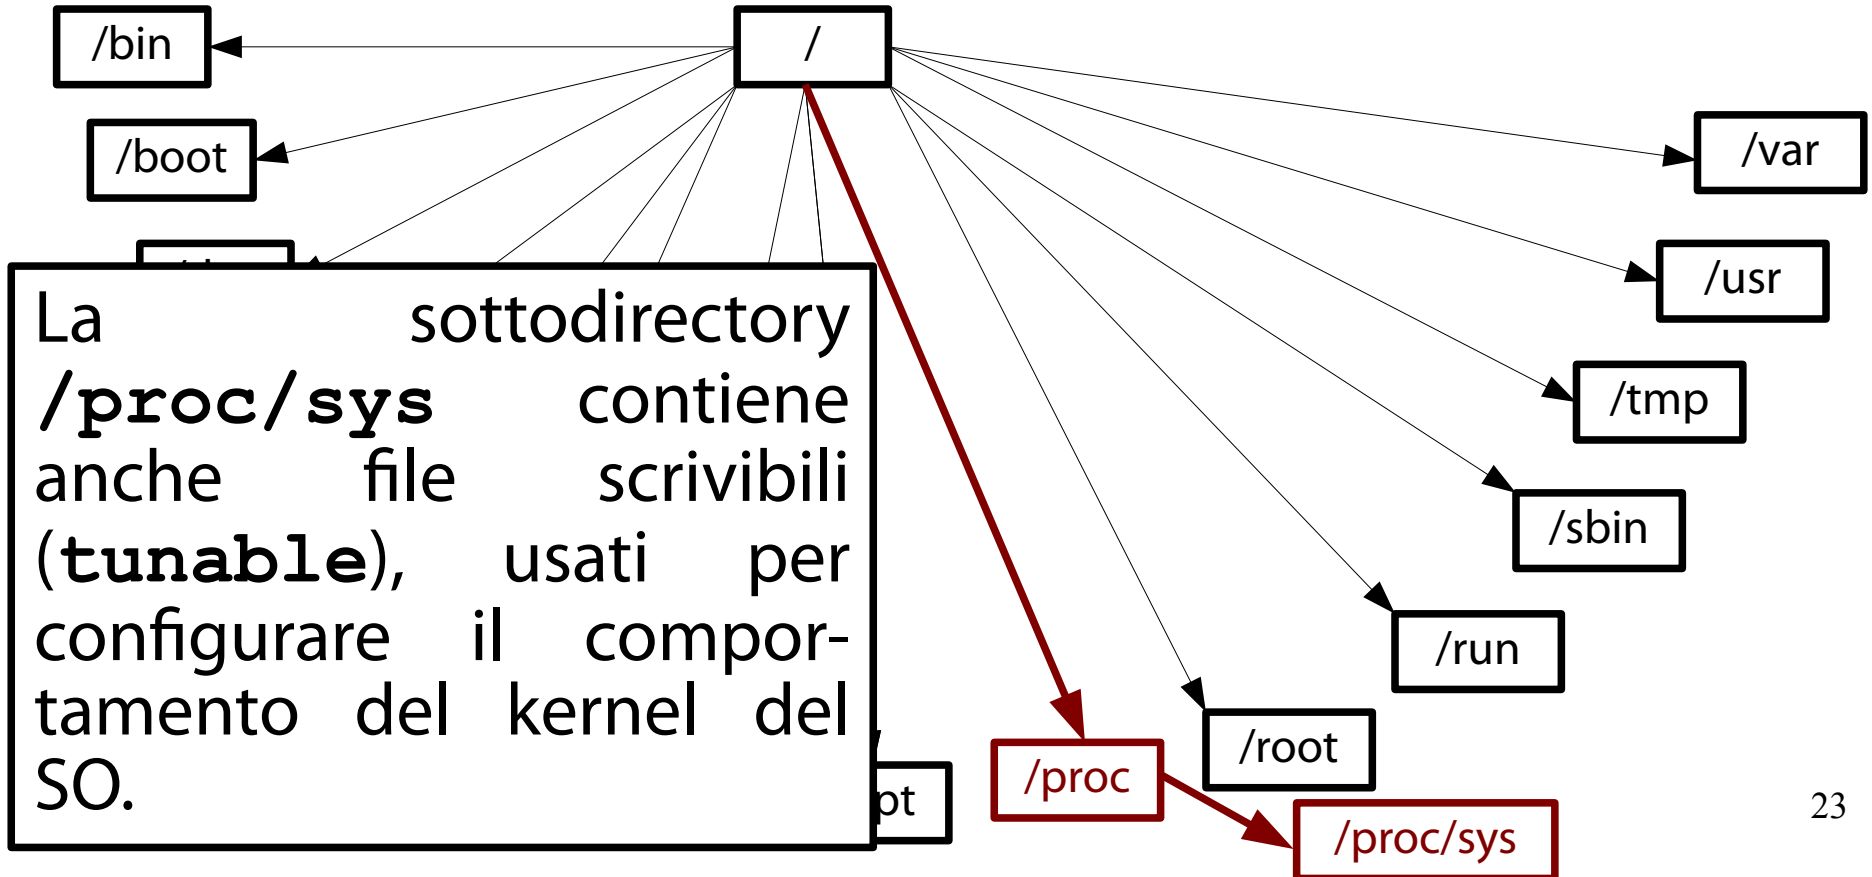 /bin
/
/boot
/var
/usr
La sottodirectory
/proc/sys contiene
anche file scrivibili
(tunable), usati per
configurare il compor-
tamento del kernel del
SO.
/tmp
/sbin
/run
/root
/proc
pt
/proc/sys
23